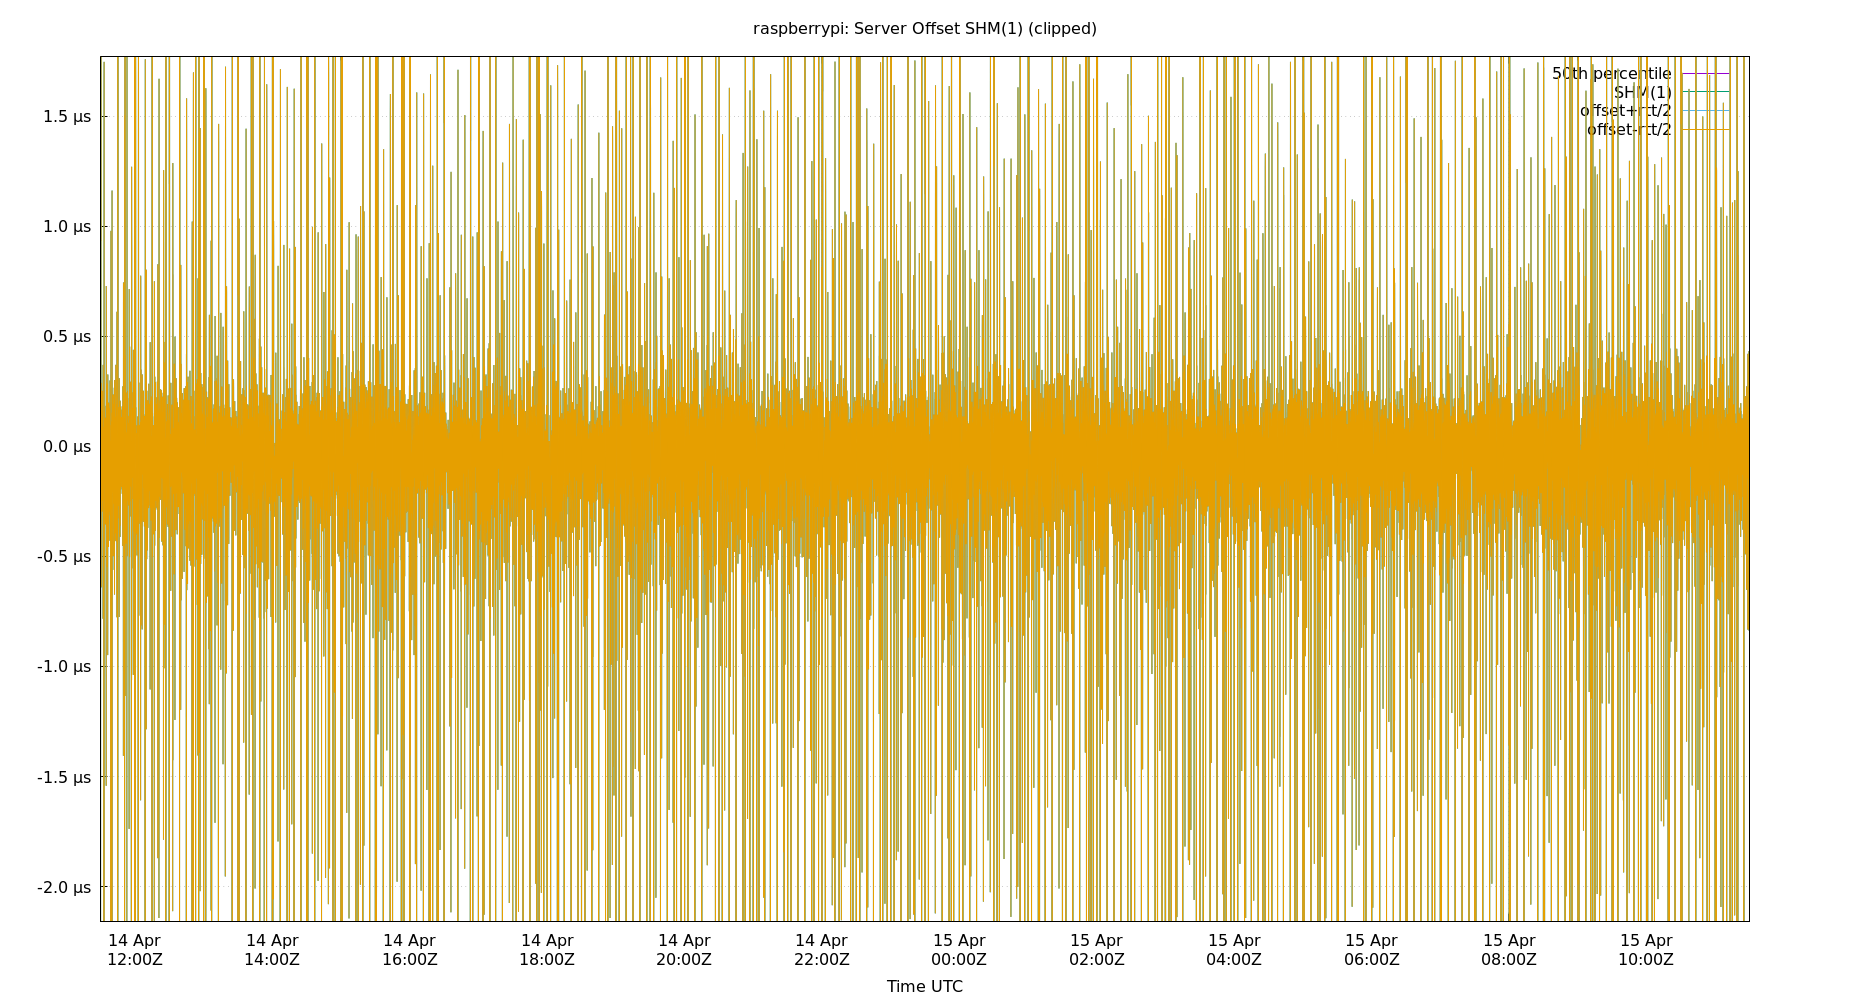 raspberrypi: Server Offset SHM(1) (clipped)
50th percentile
SHM(1)
offset+rtt/2
offset-rtt/2
1.5 µs
1.0 µs
0.5 µs
0.0 µs
-0.5 µs
-1.0 µs
-1.5 µs
-2.0 µs
14 Apr 14 Apr 14 Apr 14 Apr 14 Apr 14 Apr 15 Apr 15 Apr 15 Apr 15 Apr 15 Apr 15 Apr
12:00Z 14:00Z 16:00Z 18:00Z 20:00Z 22:00Z 00:00Z 02:00Z 04:00Z 06:00Z 08:00Z 10:00Z
Time UTC